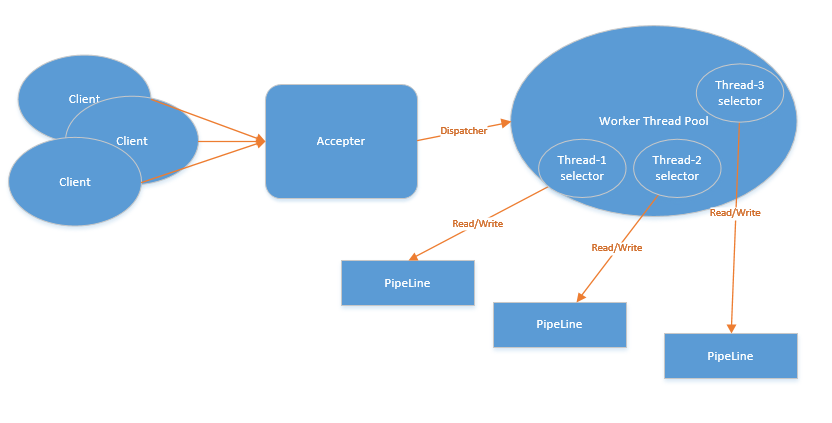 Client
Client
Client
Accepter
Dispatcher
Worker Thread Pool
Thread-3
selector
Thread-1
selector
Thread-2
selector
Read/Write
Read/Write
Read/Write
PipeLine
PipeLine
PipeLine